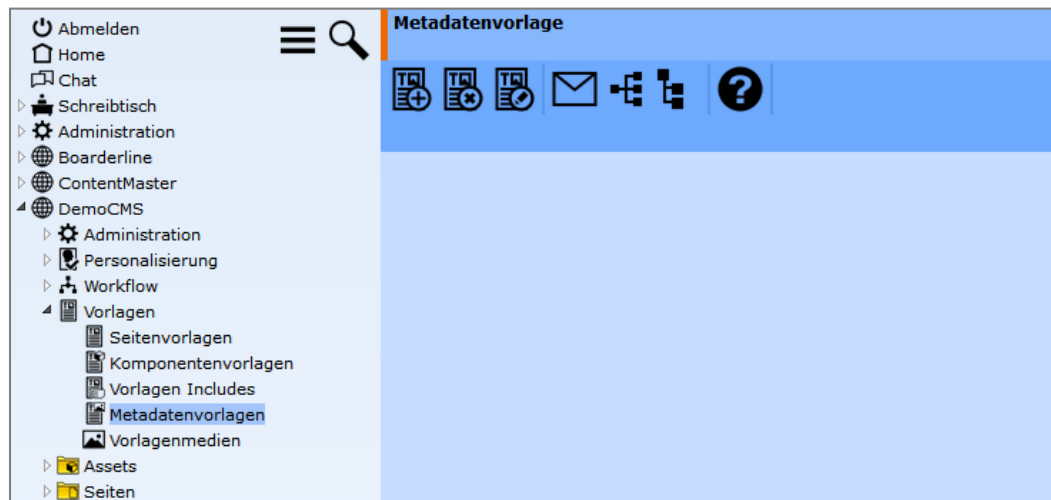 Abmelden
Home
Chat
Schreibtisch
Administration
Boarderline
ContentMaster
DemoCMS
Administration
Personalisierung
Workflow
Vorlagen
Seitenvorlagen
Komponentenvorlagen
Vorlagen Includes
Metadatenvorlagen
Vorlagenmedien
Assets
Seiten
Metadatenvorlage